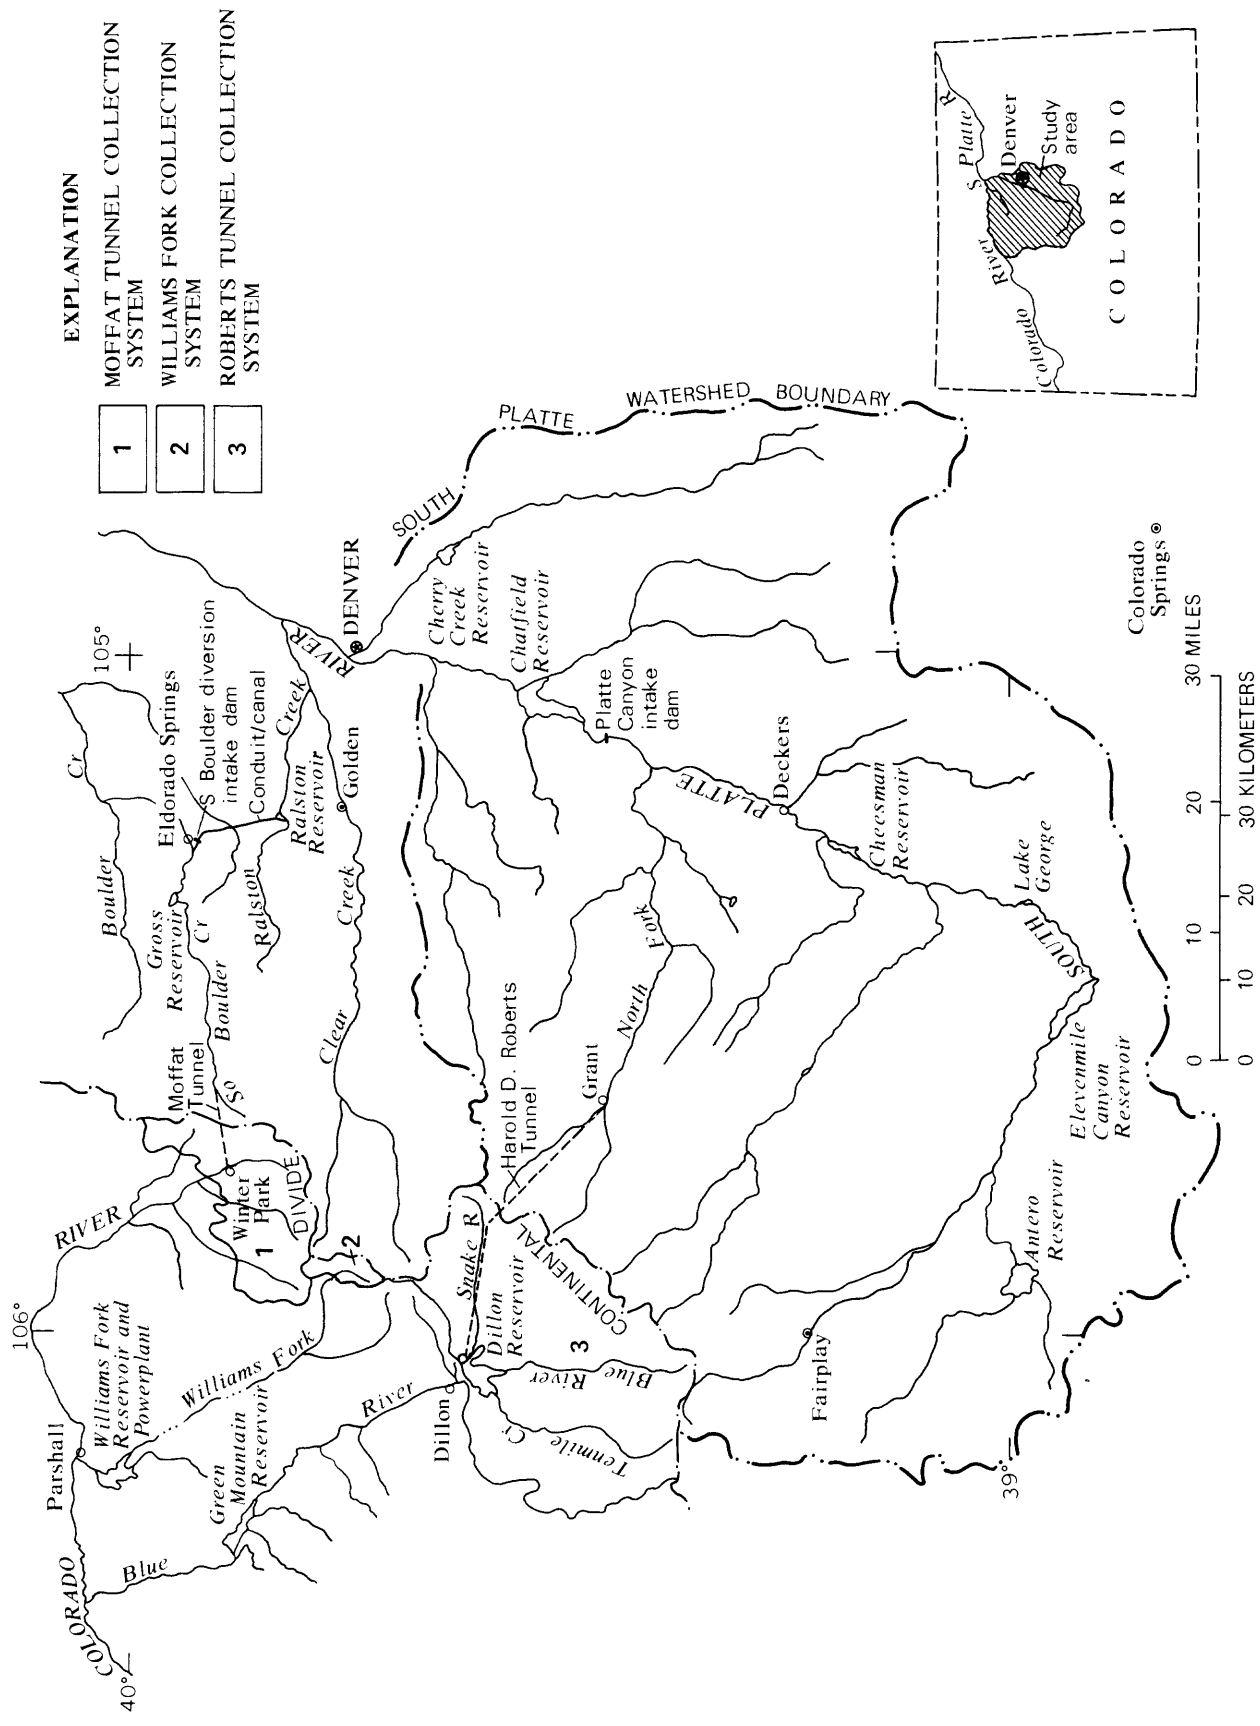 EXPLANATION
1
MOFFAT TUNNEL COLLECTION
SYSTEM
2
WILLIAMS FORK COLLECTION
SYSTEM
3
ROBERTS TUNNEL COLLECTION
SYSTEM
106°
105°
40°
39°
COLORADO
RIVER
Parshall
Williams Fork
Reservoir and
Powerplant
Williams Fork
Blue
River
Green
Mountain
Reservoir
Dillon
Dillon
Reservoir
Snake R
Tenmile Cr
Blue River
3
CONTINENTAL
DIVIDE
1
2
Winter
Park
Moffat
Tunnel
So
Boulder
Cr
Gross
Reservoir
Boulder
Cr
Eldorado Springs
S Boulder diversion
intake dam
Conduit/canal
Ralston
Creek
Ralston
Reservoir
Golden
Clear
Creek
RIVER
DENVER
Harold D. Roberts
Tunnel
Grant
North
Fork
Cherry
Creek
Reservoir
Chatfield
Reservoir
Platte
Canyon
intake
dam
PLATTE
Deckers
Cheesman
Reservoir
Lake
George
SOUTH
Elevenmile
Canyon
Reservoir
Antero
Reservoir
Fairplay
SOUTH
PLATTE
WATERSHED
BOUNDARY
Colorado
Springs
0 10 20 30 MILES
0 10 20 30 KILOMETERS
S Platte R
Denver
Study
area
Colorado
River
COLORADO